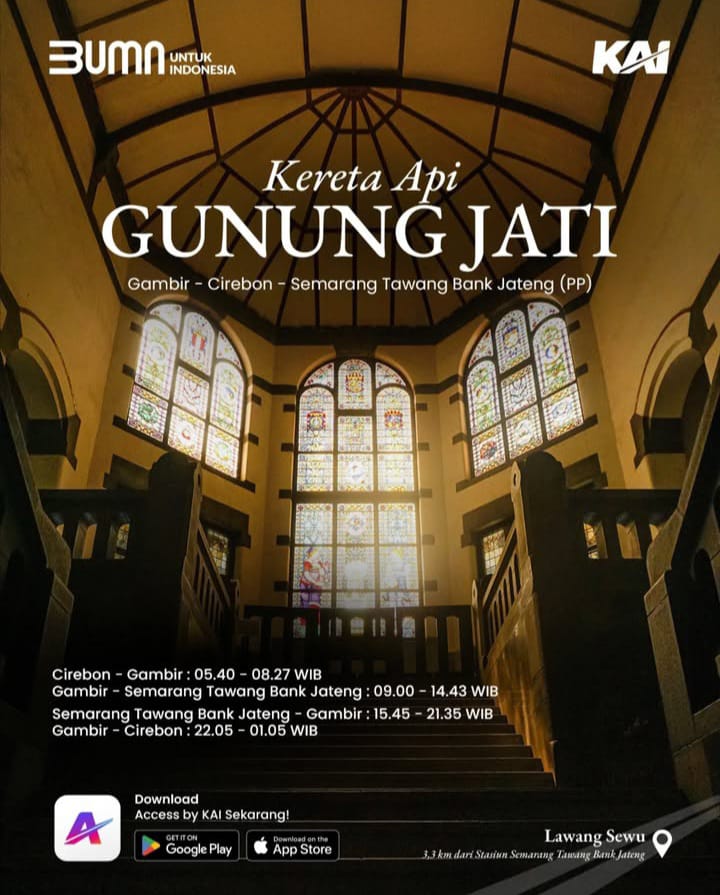 BUMN UNTUK
INDONESIA
KAI
Kereta Api
GUNUNG JATI
Gambir - Cirebon - Semarang Tawang Bank Jateng (PP)
Cirebon - Gambir : 05.40 - 08.27 WIB
Gambir - Semarang Tawang Bank Jateng : 09.00 - 14.43 WIB
Semarang Tawang Bank Jateng - Gambir : 15.45 - 21.35 WIB
Gambir - Cirebon : 22.05 - 01.05 WIB
Download
Access by KAI Sekarang!
GET IT ON
Google Play
Download on the
App Store
Lawang Sewu
3,3 km dari Stasiun Semarang Tawang Bank Jateng